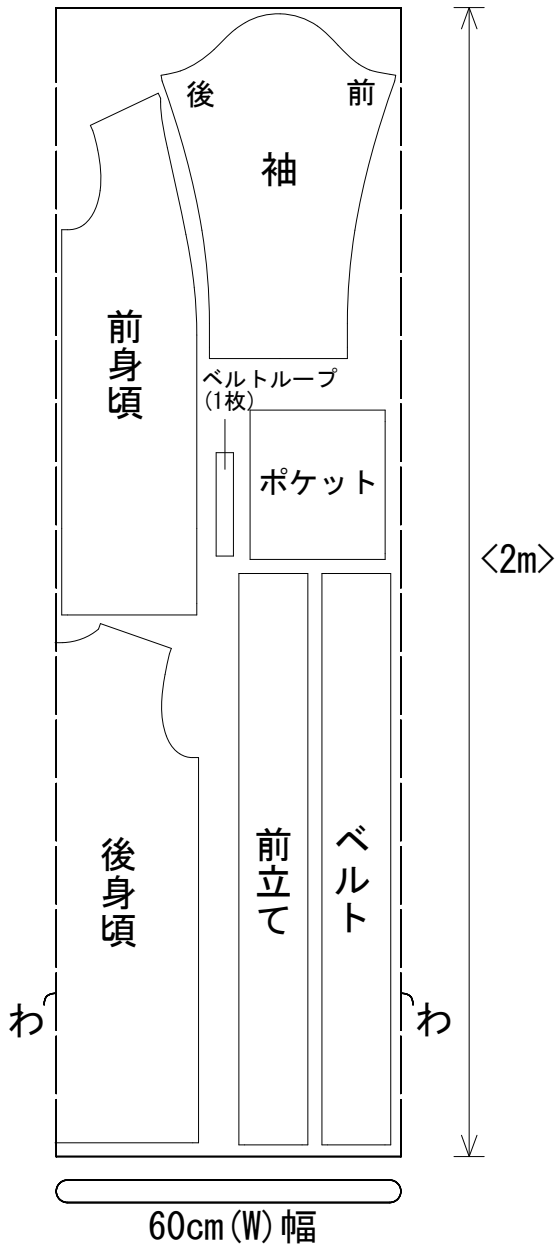 後
前
袖
前身頃
ベルトループ
(1枚)
ポケット
<2m>
後身頃
前立て
ベルト
わ
わ
60cm(W)幅